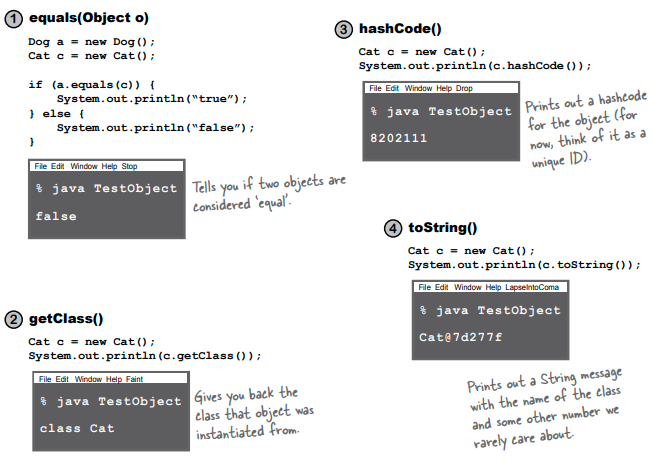 1 equals(Object o)
Dog a = new Dog();
Cat c = new Cat();
if (a.equals(c)) {
    System.out.println(“true”);
} else {
    System.out.println(“false”);
}
File Edit Window Help Stop
% java TestObject
false
Tells you if two objects are
considered ‘equal’.
2 getClass()
Cat c = new Cat();
System.out.println(c.getClass());
File Edit Window Help Faint
% java TestObject
class Cat
Gives you back the
class that object was
instantiated from.
3 hashCode()
Cat c = new Cat();
System.out.println(c.hashCode());
File Edit Window Help Drop
% java TestObject
8202111
Prints out a hashcode
for the object (for
now, think of it as a
unique ID).
4 toString()
Cat c = new Cat();
System.out.println(c.toString());
File Edit Window Help LapseIntoComa
% java TestObject
Cat@7d277f
Prints out a String message
with the name of the class
and some other number we
rarely care about.